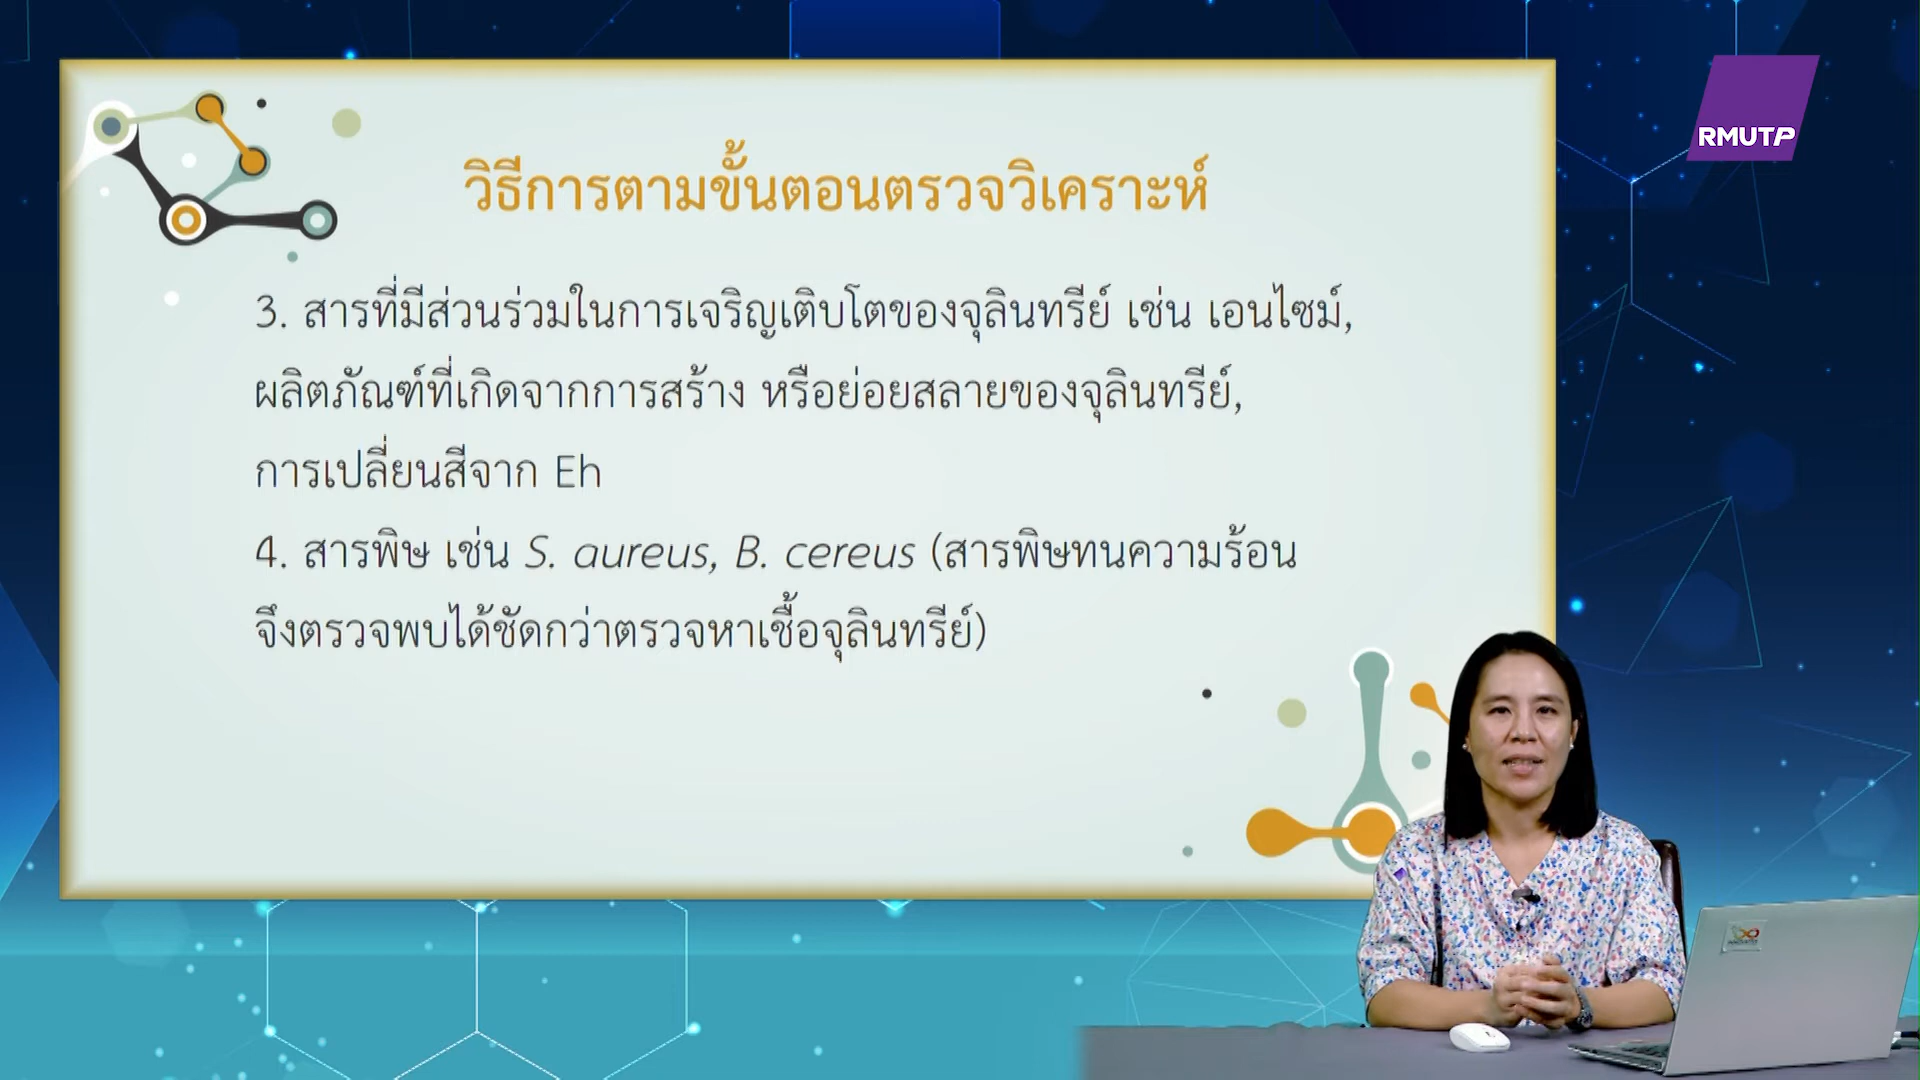 RMUTP
วิธีการตามขั้นตอนตรวจวิเคราะห์
3. สารที่มีส่วนร่วมในการเจริญเติบโตของจุลินทรีย์ เช่น เอนไซม์,
ผลิตภัณฑ์ที่เกิดจากการสร้าง หรือย่อยสลายของจุลินทรีย์,
การเปลี่ยนสีจาก Eh
4. สารพิษ เช่น S. aureus, B. cereus (สารพิษทนความร้อน
จึงตรวจพบได้ชัดกว่าตรวจหาเชื้อจุลินทรีย์)